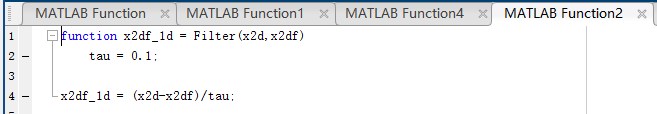 MATLAB Function MATLAB Function1 MATLAB Function4 MATLAB Function2
1 function x2df_1d = Filter(x2d,x2df)
2 – tau = 0.1;
3
4 – x2df_1d = (x2d-x2df)/tau;